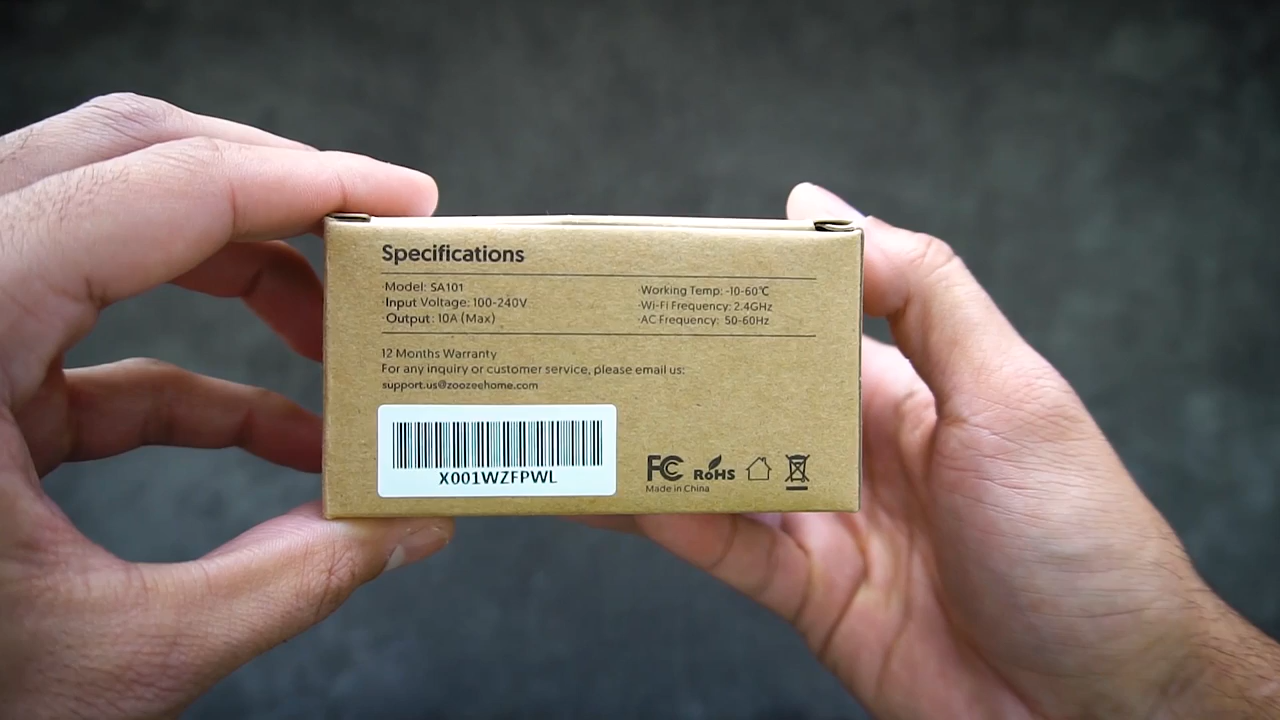 Specifications
·Model: SA101
·Input Voltage: 100-240V
·Output: 10A (Max)
·Working Temp: -10-60℃
·Wi-Fi Frequency: 2.4GHz
·AC Frequency: 50-60Hz
12 Months Warranty
For any inquiry or customer service, please email us:
support.us@zoozeehome.com
X001WZFPWL
FC
RoHS
Made in China